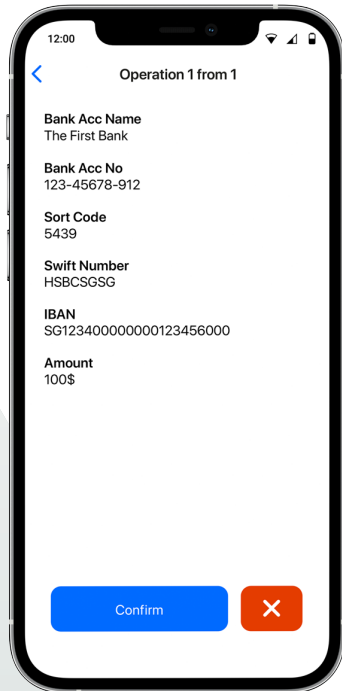 12:00
Operation 1 from 1
Bank Acc Name
The First Bank
Bank Acc No
123-45678-912
Sort Code
5439
Swift Number
HSBCSGSG
IBAN
SG123400000000123456000
Amount
100$
Confirm